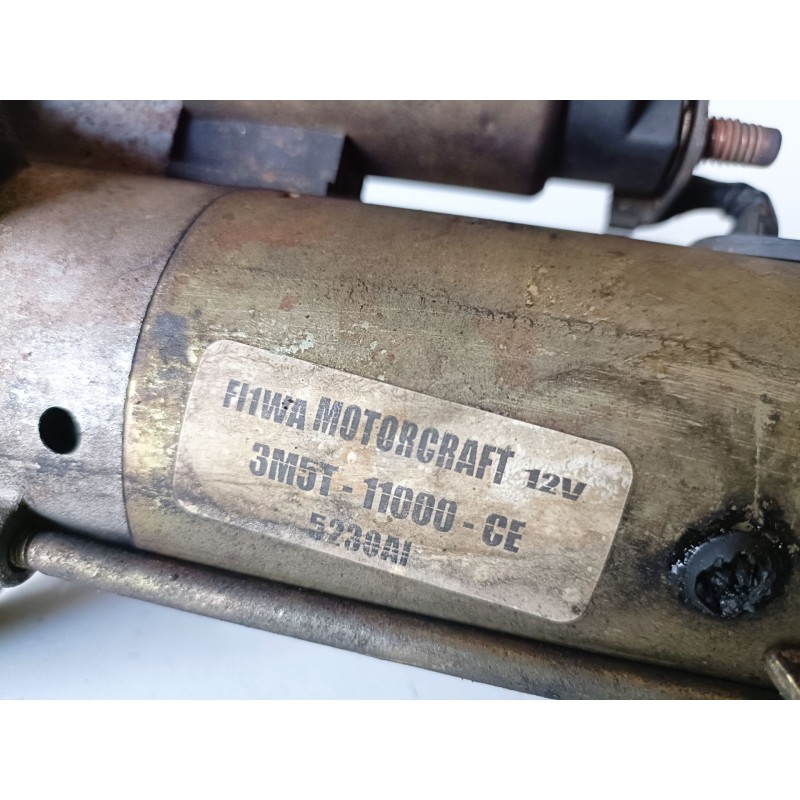 FI1WA MOTORCRAFT 12V
3M5T - 11000 - CE
5230AI